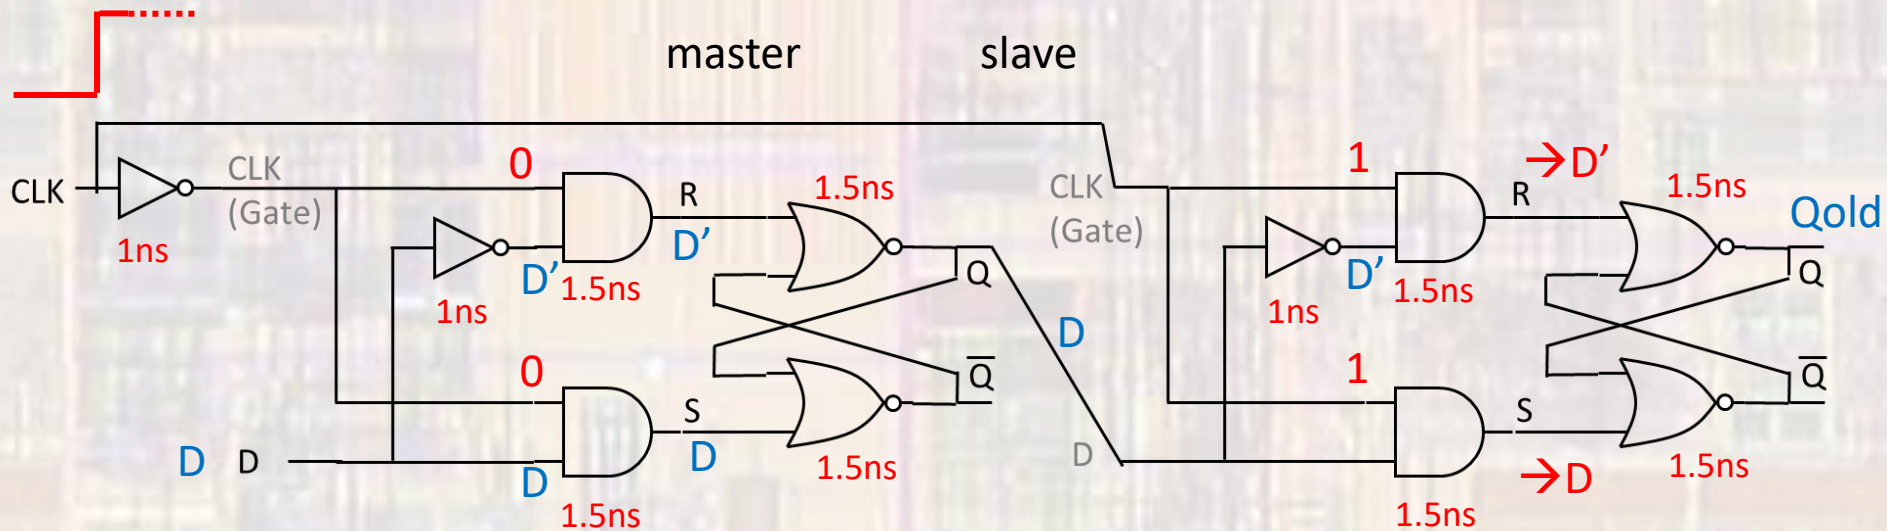 master slave
CLK
CLK
(Gate)
1ns
0
D'
1ns
1.5ns
R
D'
1.5ns
Q
0
D D
D
1.5ns
S
D
1.5ns
Q̅
D
CLK
(Gate)
D
1
D'
1ns
1.5ns
R
→D'
1.5ns
Qold
Q
1
1.5ns
S
→D
1.5ns
Q̅